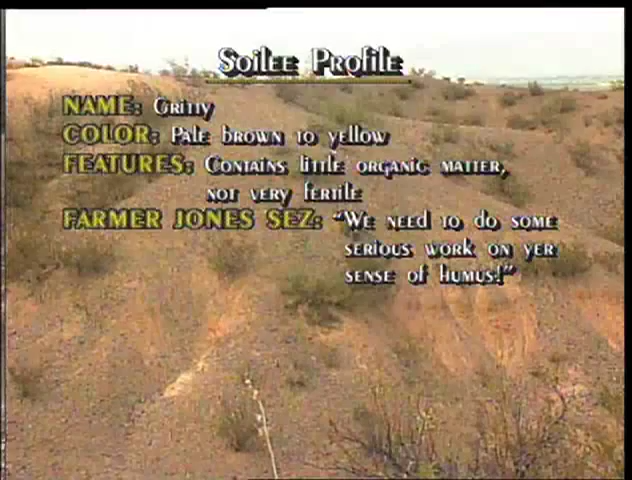 Soilee Profile
NAME: Gritty
COLOR: Pale brown to yellow
FEATURES: Contains little organic matter,
not very fertile
FARMER JONES SEZ: "We need to do some
serious work on yer
sense of humus!"